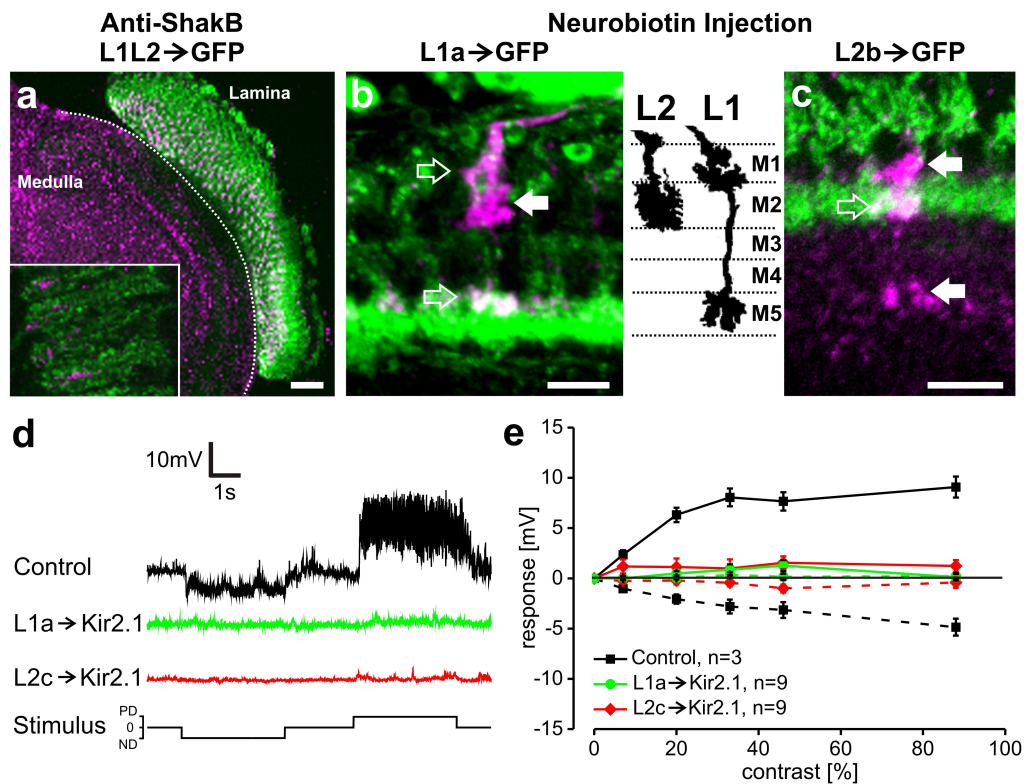 Anti-ShakB
L1L2→GFP
Neurobiotin Injection
L1a→GFP
L2b→GFP
a
Lamina
Medulla
b
L2 L1
M1
M2
M3
M4
M5
c
d
10mV
1s
Control
L1a→Kir2.1
L2c→Kir2.1
Stimulus
PD
0
ND
e
response [mV]
15
10
5
0
-5
-10
-15
Control, n=3
L1a→Kir2.1, n=9
L2c→Kir2.1, n=9
0 20 40 60 80 100
contrast [%]